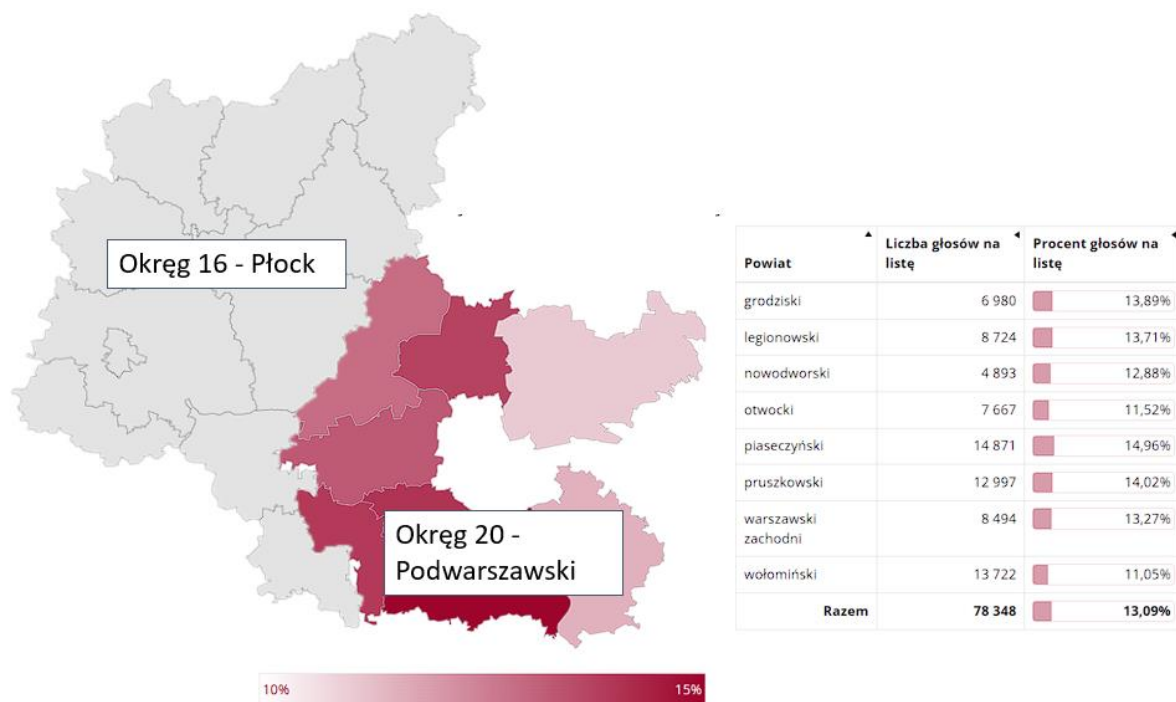 Okręg 16 - Płock
Okręg 20 -
Podwarszawski
10%
15%
Powiat
Liczba głosów na
listę
Procent głosów na
listę
grodziski 6 980 13,89%
legionowski 8 724 13,71%
nowodworski 4 893 12,88%
otwocki 7 667 11,52%
piaseczyński 14 871 14,96%
pruszkowski 12 997 14,02%
warszawski
zachodni
8 494 13,27%
wołomiński 13 722 11,05%
Razem 78 348 13,09%